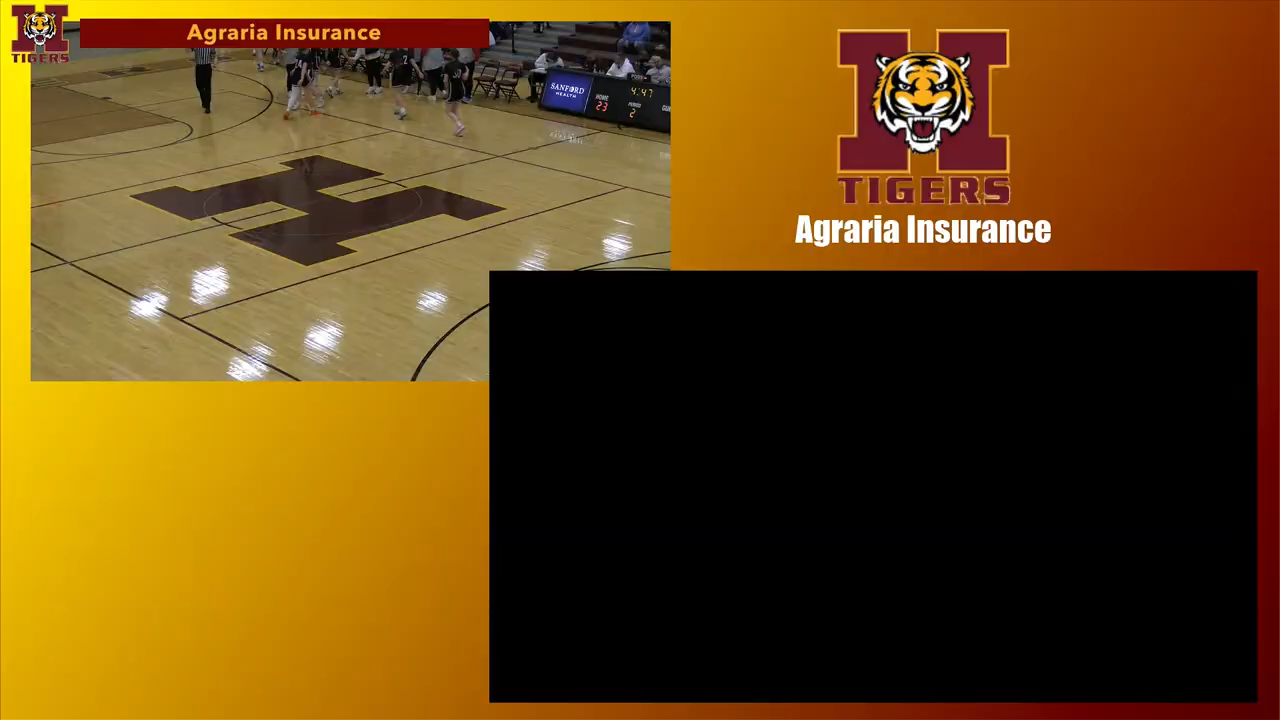 H
TIGERS
Agraria Insurance
SANFORD
HEALTH
HOME
23
4:47
PERIOD
2
H
TIGERS
Agraria Insurance